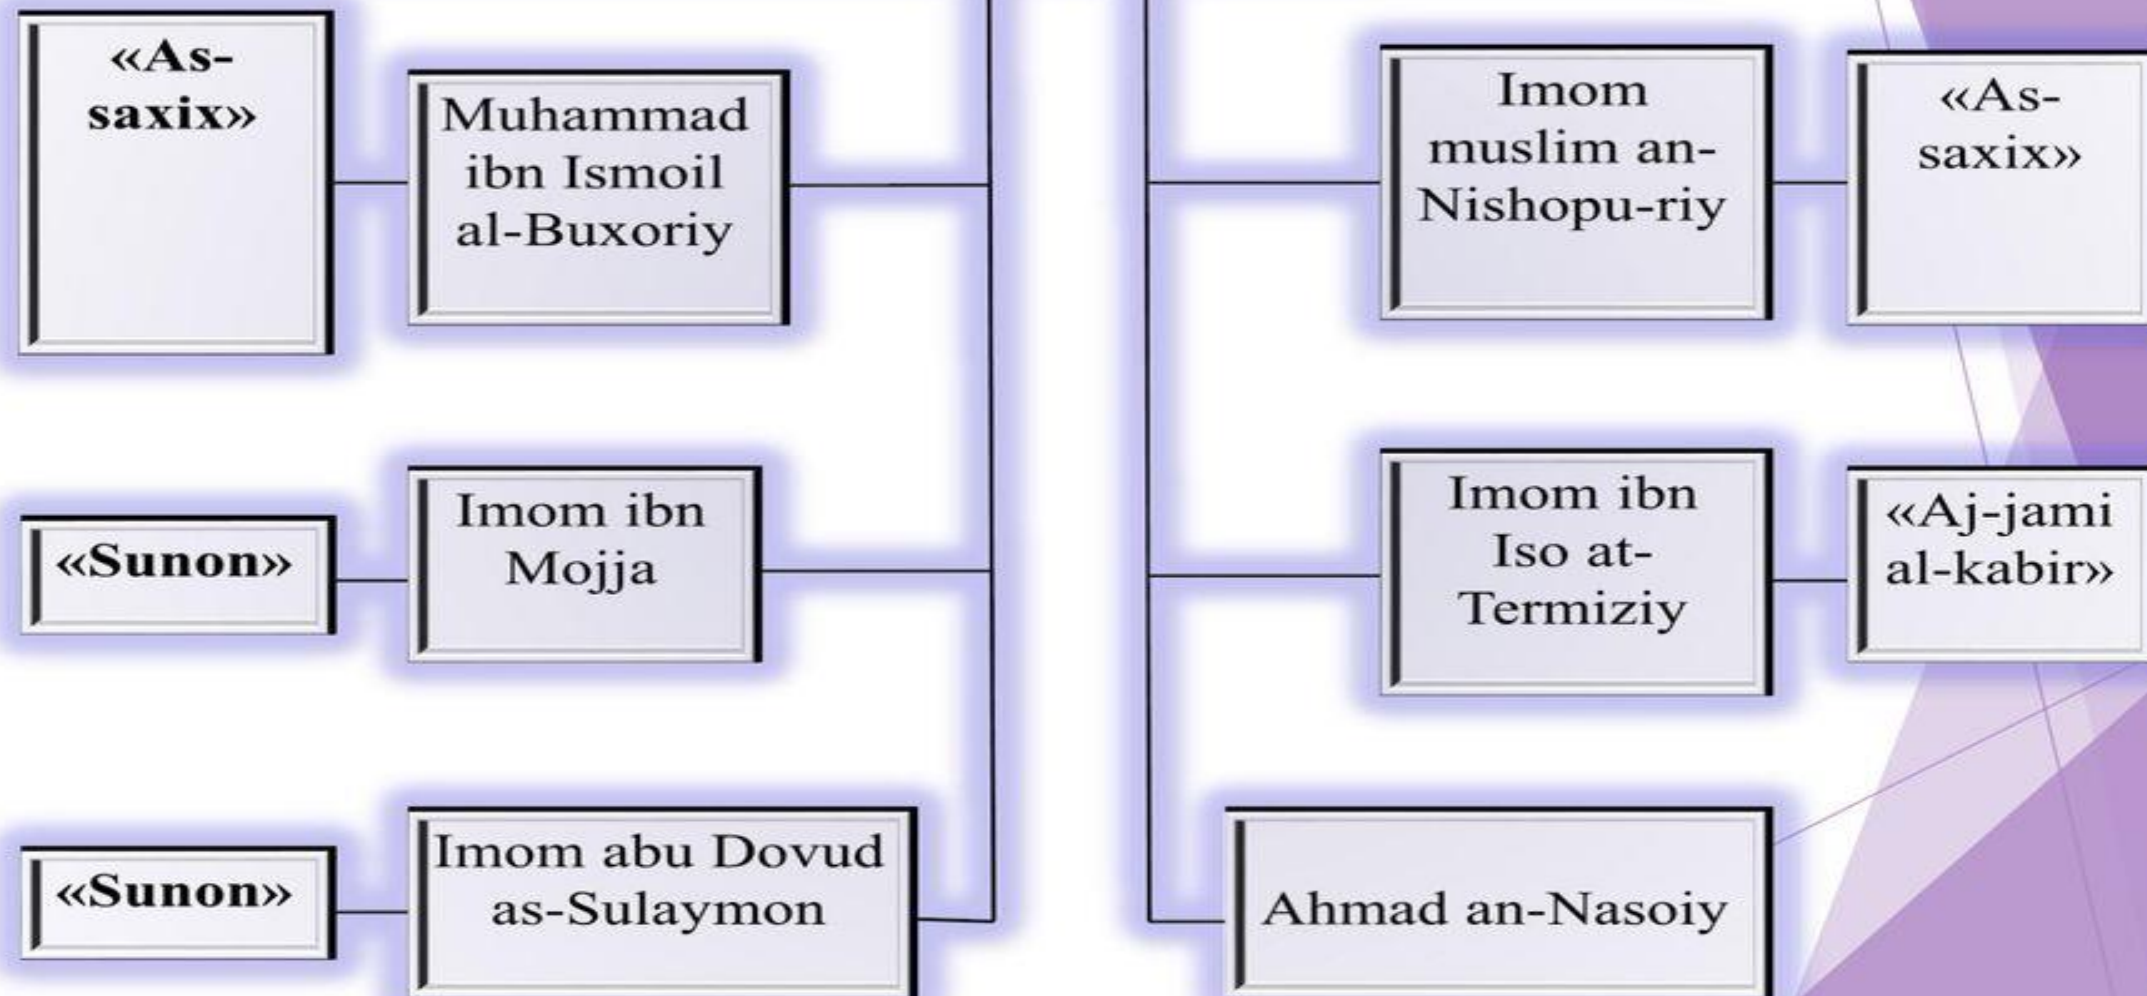 «As-
saxix»
Muhammad
ibn Ismoil
al-Buxoriy
Imom
muslim an-
Nishopu-riy
«As-
saxix»
«Sunon»
Imom ibn
Mojja
Imom ibn
Iso at-
Termiziy
«Aj-jami
al-kabir»
«Sunon»
Imom abu Dovud
as-Sulaymon
Ahmad an-Nasoiy